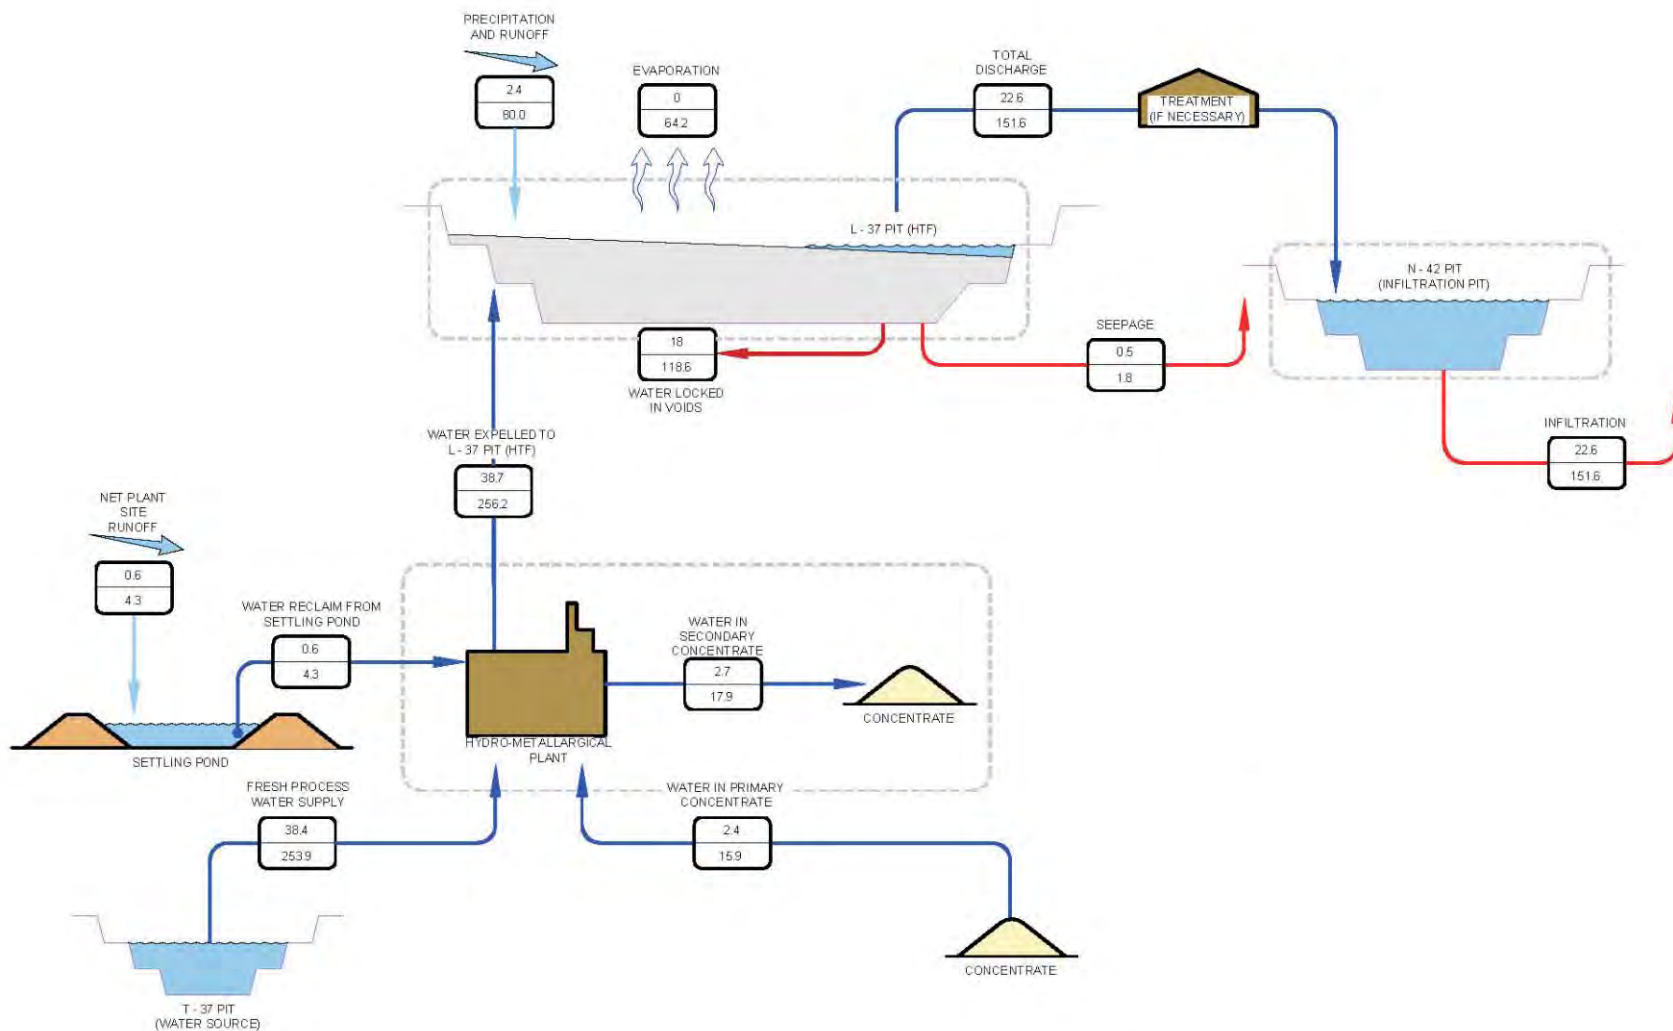 PRECIPITATION
AND RUNOFF
2.4
80.0
EVAPORATION
0
64.2
TOTAL
DISCHARGE
22.6
151.6
TREATMENT
(IF NECESSARY)
L - 37 PIT (HTF)
N - 42 PIT
(INFILTRATION PIT)
18
118.6
WATER LOCKED
IN VOIDS
SEEPAGE
0.5
1.8
INFILTRATION
22.6
151.6
WATER EXPELLED TO
L - 37 PIT (HTF)
38.7
256.2
NET PLANT
SITE
RUNOFF
0.6
4.3
WATER RECLAIM FROM
SETTLING POND
0.6
4.3
WATER IN
SECONDARY
CONCENTRATE
2.7
17.9
CONCENTRATE
HYDRO-METALLARGICAL
PLANT
SETTLING POND
FRESH PROCESS
WATER SUPPLY
38.4
253.9
WATER IN PRIMARY
CONCENTRATE
2.4
15.9
CONCENTRATE
T - 37 PIT
(WATER SOURCE)